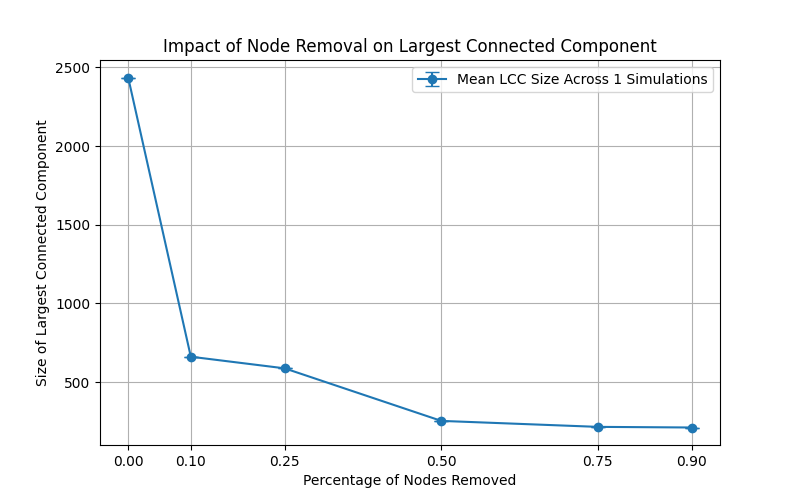 Impact of Node Removal on Largest Connected Component
Mean LCC Size Across 1 Simulations
Size of Largest Connected Component
2500
2000
1500
1000
500
0.00 0.10 0.25 0.50 0.75 0.90
Percentage of Nodes Removed